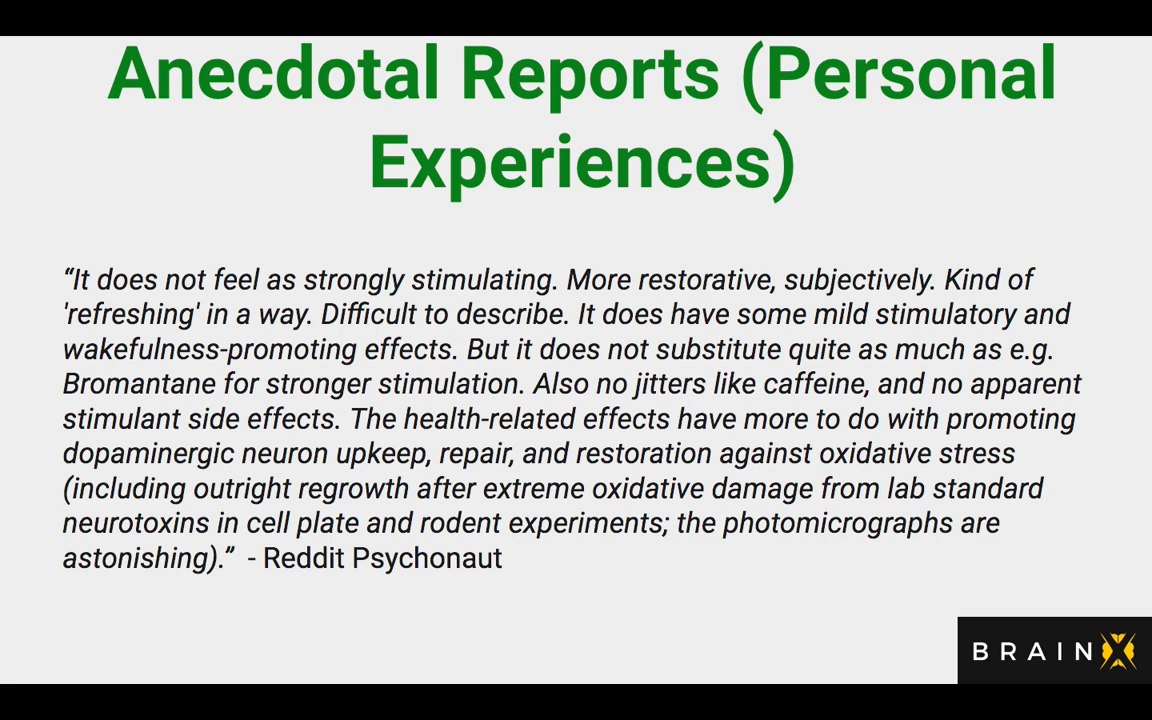 Anecdotal Reports (Personal
Experiences)
“It does not feel as strongly stimulating. More restorative, subjectively. Kind of
'refreshing' in a way. Difficult to describe. It does have some mild stimulatory and
wakefulness-promoting effects. But it does not substitute quite as much as e.g.
Bromantane for stronger stimulation. Also no jitters like caffeine, and no apparent
stimulant side effects. The health-related effects have more to do with promoting
dopaminergic neuron upkeep, repair, and restoration against oxidative stress
(including outright regrowth after extreme oxidative damage from lab standard
neurotoxins in cell plate and rodent experiments; the photomicrographs are
astonishing).” - Reddit Psychonaut
BRAINX